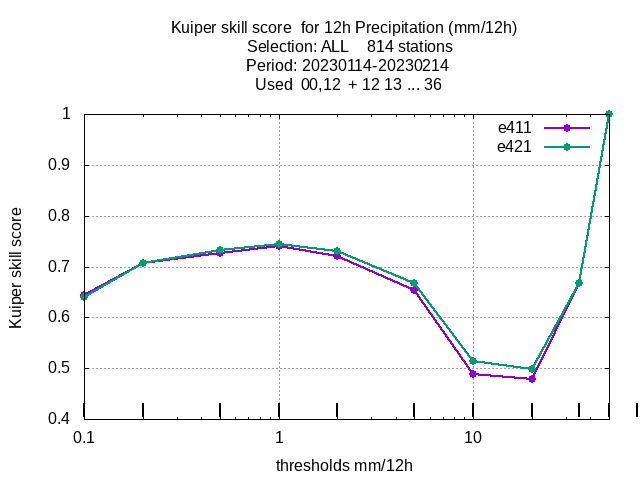 Kuiper skill score  for 12h Precipitation (mm/12h)
Selection: ALL    814 stations
Period: 20230114-20230214
Used  00,12  + 12 13 ... 36
e411
e421
1
0.9
0.8
0.7
0.6
0.5
0.4
Kuiper skill score
0.1
1
10
thresholds mm/12h